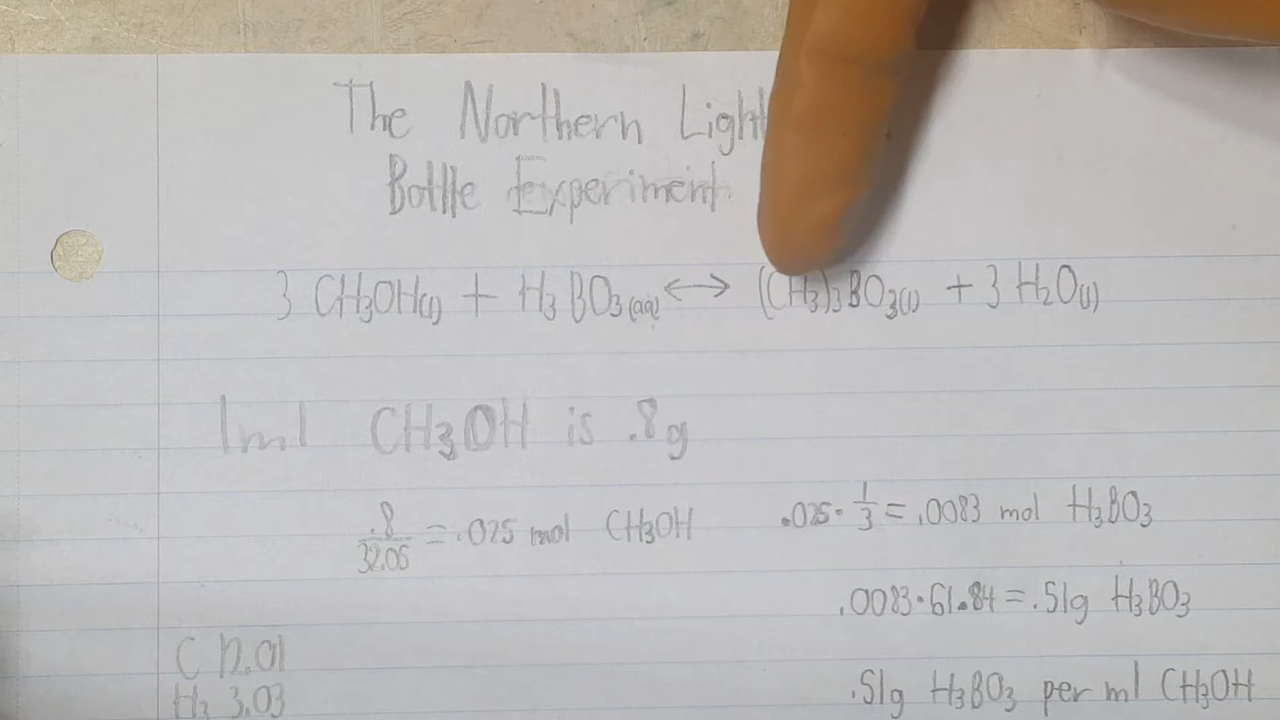 The Northern Light
Bottle Experiment
3 CH3OH(l) + H3BO3(aq) ↔ (CH3)3BO3(l) + 3 H2O(l)
1ml CH3OH is .8g
.8/32.05 = .025 mol CH3OH
.025 · 1/3 = .0083 mol H3BO3
.0083 · 61.84 = .51g H3BO3
C 12.01
H3 3.03
.51g H3BO3 per ml CH3OH